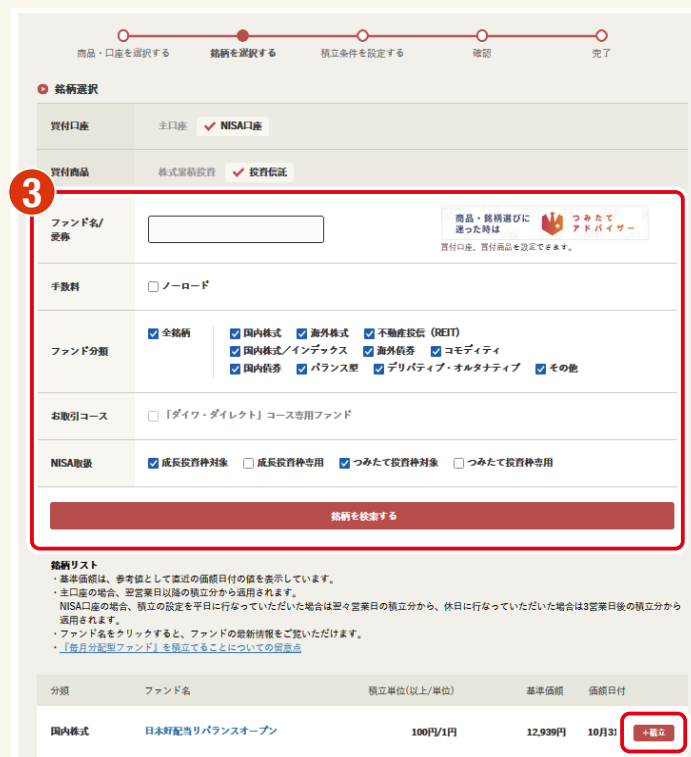 商品・口座を選択する 銘柄を選択する 積立条件を設定する 確認 完了
銘柄選択
買付口座 主口座 NISA口座
買付商品 株式累積投資 投資信託
3
ファンド名/
愛称
商品・銘柄選びに
迷った時は
つみたて
アドバイザー
買付口座、買付商品を設定できます。
手数料 ノーロード
ファンド分類
全銘柄 国内株式 海外株式 不動産投信（REIT）
国内株式／インデックス 海外債券 コモディティ
国内債券 バランス型 デリバティブ・オルタナティブ その他
お取引コース 「ダイワ・ダイレクト」コース専用ファンド
NISA取扱 成長投資枠対象 成長投資枠専用 つみたて投資枠対象 つみたて投資枠専用
銘柄を検索する
銘柄リスト
・基準価額は、参考値として直近の価額日付の値を表示しています。
・主口座の場合、翌営業日以降の積立分から適用されます。
NISA口座の場合、積立の設定を平日に行なっていただいた場合は翌々営業日の積立分から、休日に行なっていただいた場合は3営業日後の積立分から
適用されます。
・ファンド名をクリックすると、ファンドの最新情報をご覧いただけます。
・『毎月分配型ファンド』を積立てることについての留意点
分類 ファンド名 積立単位(以上/単位) 基準価額 価額日付
国内株式 日本好配当リバランスオープン 100円/1円 12,939円 10月31 +積立